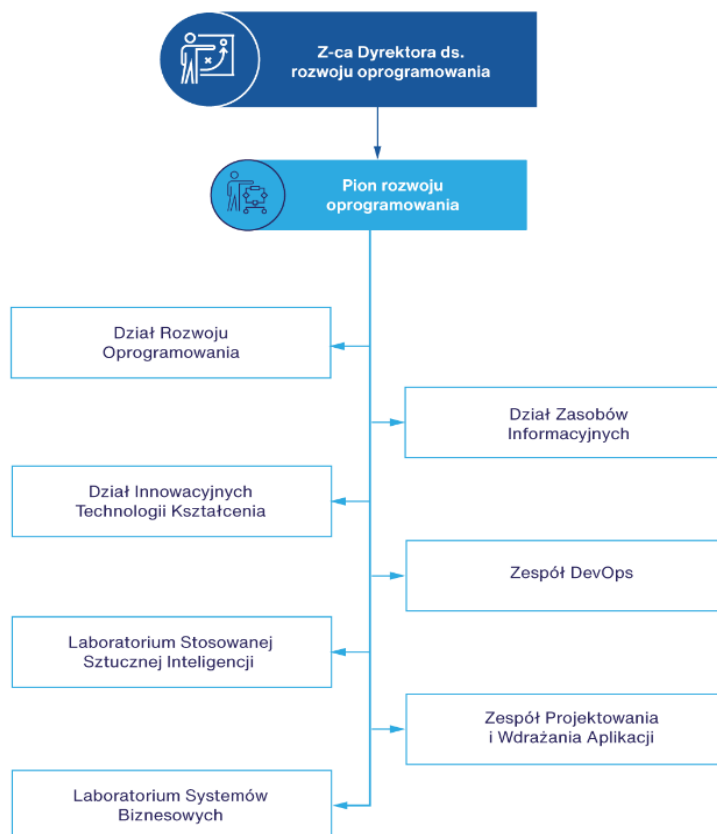 Z-ca Dyrektora ds.
rozwoju oprogramowania
Pion rozwoju
oprogramowania
Dział Rozwoju
Oprogramowania
Dział Zasobów
Informacyjnych
Dział Innowacyjnych
Technologii Kształcenia
Zespół DevOps
Laboratorium Stosowanej
Sztucznej Inteligencji
Zespół Projektowania
i Wdrażania Aplikacji
Laboratorium Systemów
Biznesowych